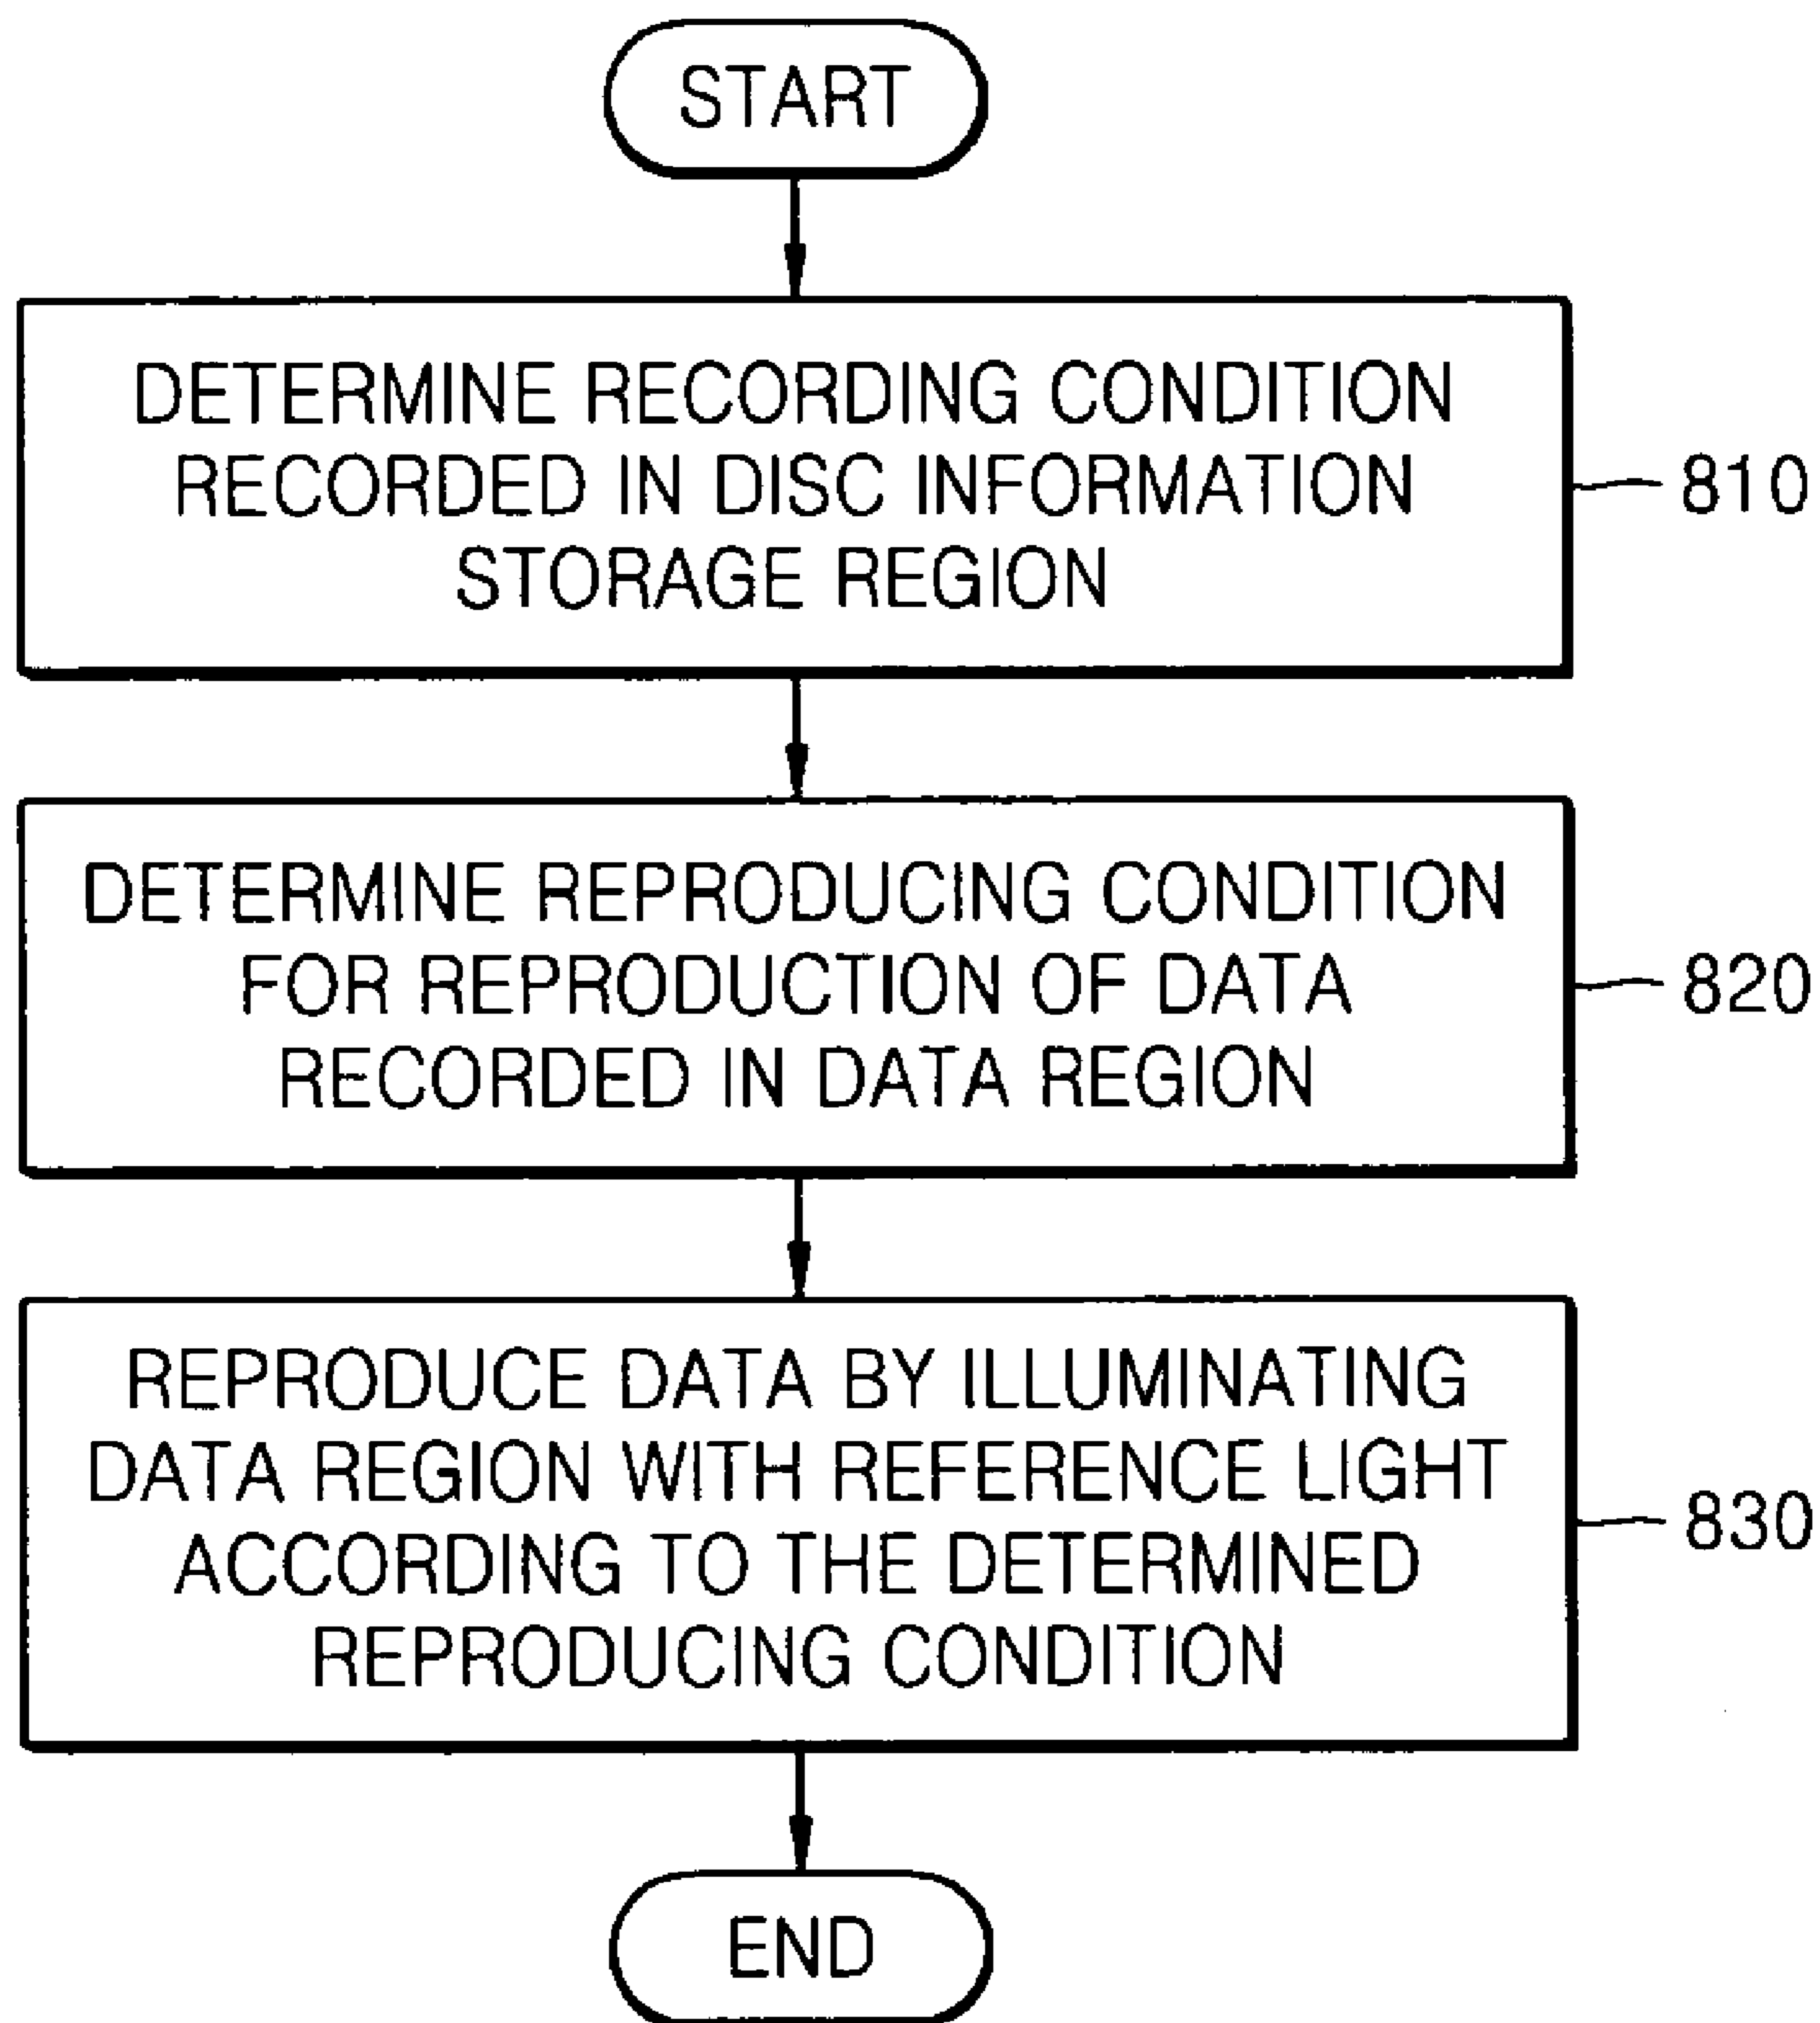 START
DETERMINE RECORDING CONDITION
RECORDED IN DISC INFORMATION
STORAGE REGION
810
DETERMINE REPRODUCING CONDITION
FOR REPRODUCTION OF DATA
RECORDED IN DATA REGION
820
REPRODUCE DATA BY ILLUMINATING
DATA REGION WITH REFERENCE LIGHT
ACCORDING TO THE DETERMINED
REPRODUCING CONDITION
830
END